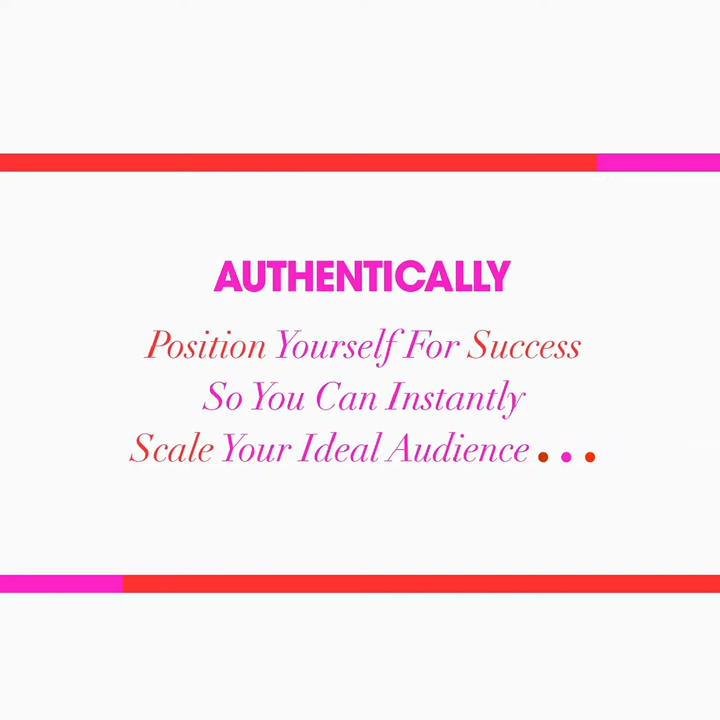 AUTHENTICALLY
Position Yourself For Success
So You Can Instantly
Scale Your Ideal Audience...